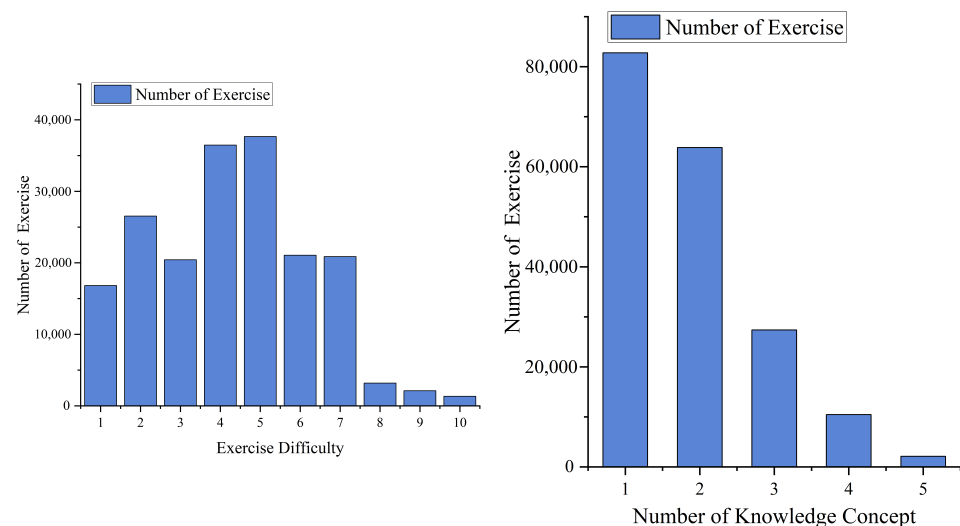 Number of Exercise
40,000
30,000
20,000
10,000
0
Number of Exercise
1 2 3 4 5 6 7 8 9 10
Exercise Difficulty
Number of Exercise
80,000
60,000
40,000
20,000
0
Number of Exercise
1 2 3 4 5
Number of Knowledge Concept